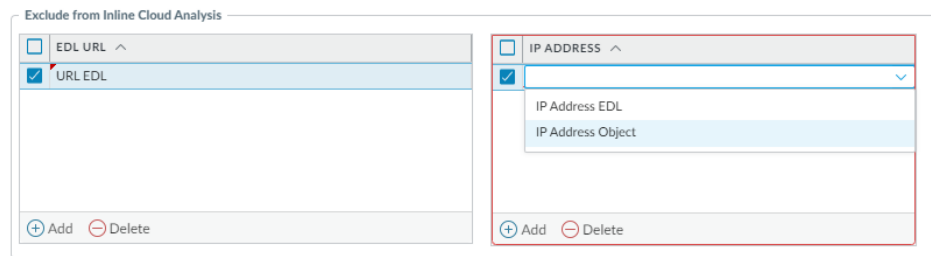 Exclude from Inline Cloud Analysis
EDL URL
URL EDL
Add Delete
IP ADDRESS
IP Address EDL
IP Address Object
Add Delete